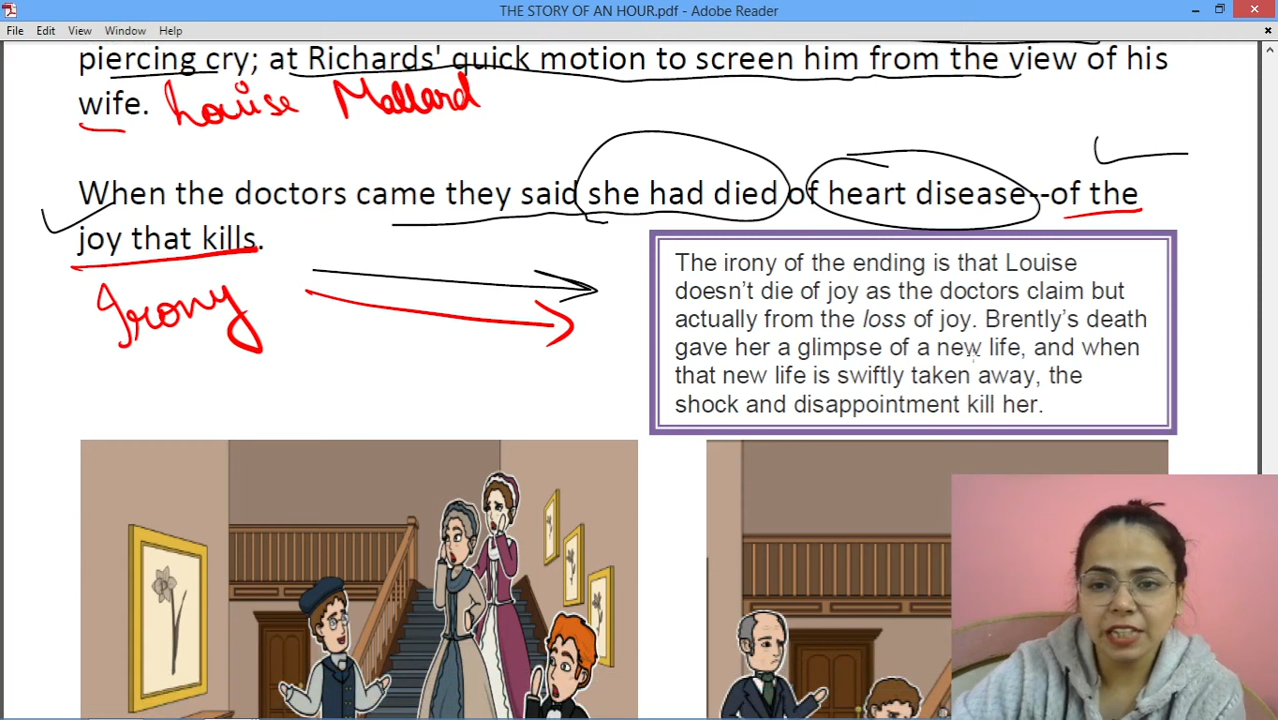 THE STORY OF AN HOUR.pdf - Adobe Reader
File Edit View Window Help
piercing cry; at Richards' quick motion to screen him from the view of his
wife. Louise Mallard
When the doctors came they said she had died of heart disease--of the
joy that kills.
Irony
The irony of the ending is that Louise
doesn’t die of joy as the doctors claim but
actually from the loss of joy. Brently’s death
gave her a glimpse of a new life, and when
that new life is swiftly taken away, the
shock and disappointment kill her.